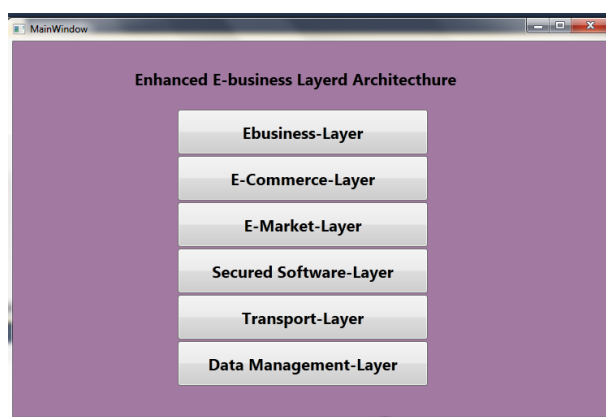 MainWindow
Enhanced E-business Layerd Architecthure
Ebusiness-Layer
E-Commerce-Layer
E-Market-Layer
Secured Software-Layer
Transport-Layer
Data Management-Layer